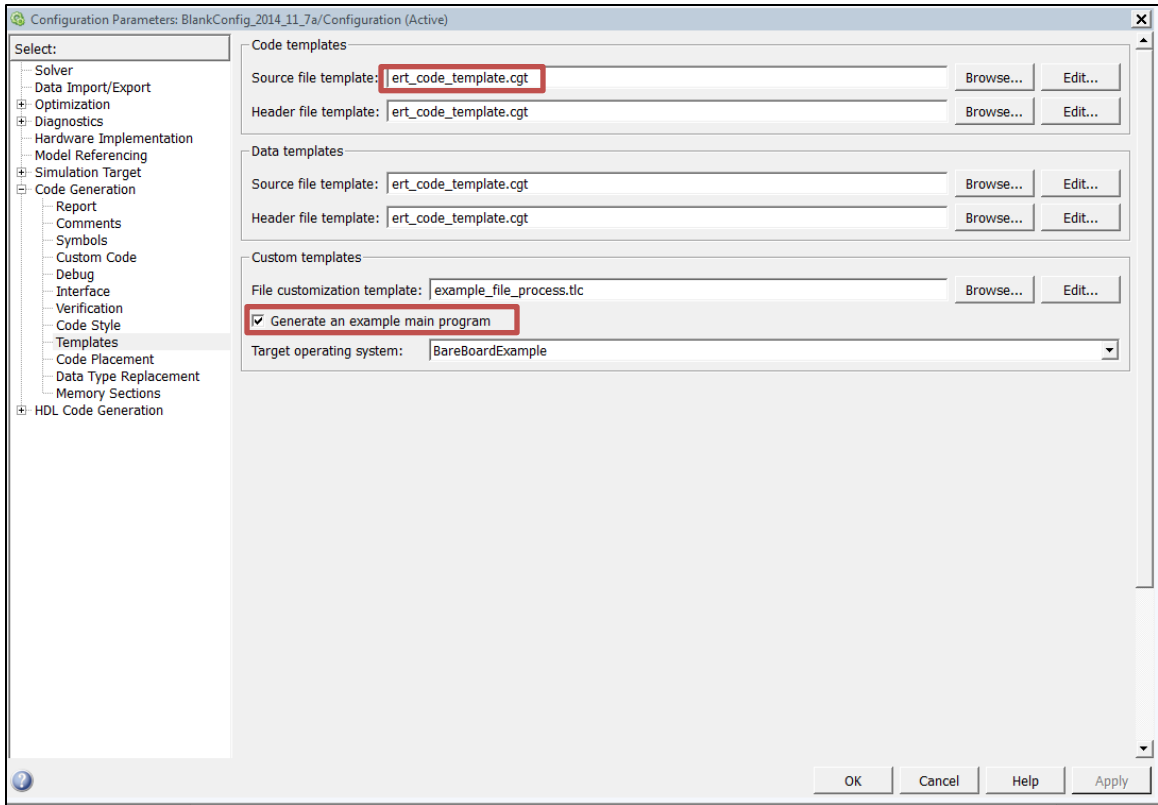 Configuration Parameters: BlankConfig_2014_11_7a/Configuration (Active)
Select:
Solver
Data Import/Export
Optimization
Diagnostics
Hardware Implementation
Model Referencing
Simulation Target
Code Generation
Report
Comments
Symbols
Custom Code
Debug
Interface
Verification
Code Style
Templates
Code Placement
Data Type Replacement
Memory Sections
HDL Code Generation
Code templates
Source file template: ert_code_template.cgt Browse... Edit...
Header file template: ert_code_template.cgt Browse... Edit...
Data templates
Source file template: ert_code_template.cgt Browse... Edit...
Header file template: ert_code_template.cgt Browse... Edit...
Custom templates
File customization template: example_file_process.tlc Browse... Edit...
Generate an example main program
Target operating system: BareBoardExample
OK Cancel Help Apply